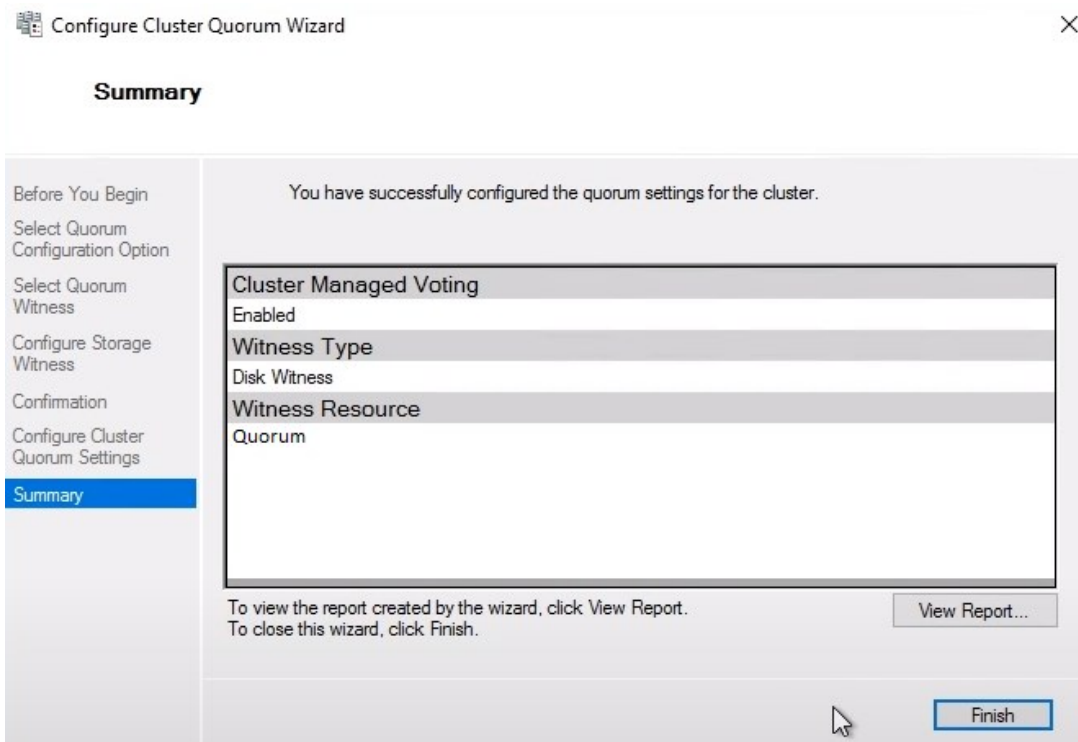 Configure Cluster Quorum Wizard
Summary
Before You Begin
Select Quorum
Configuration Option
Select Quorum
Witness
Configure Storage
Witness
Confirmation
Configure Cluster
Quorum Settings
Summary
You have successfully configured the quorum settings for the cluster.
Cluster Managed Voting
Enabled
Witness Type
Disk Witness
Witness Resource
Quorum
To view the report created by the wizard, click View Report.
To close this wizard, click Finish.
View Report...
Finish